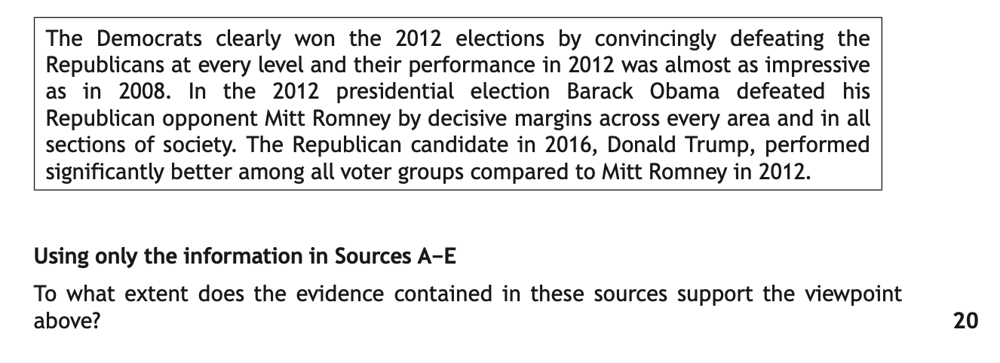 The Democrats clearly won the 2012 elections by convincingly defeating the
Republicans at every level and their performance in 2012 was almost as impressive
as in 2008. In the 2012 presidential election Barack Obama defeated his
Republican opponent Mitt Romney by decisive margins across every area and in all
sections of society. The Republican candidate in 2016, Donald Trump, performed
significantly better among all voter groups compared to Mitt Romney in 2012.
Using only the information in Sources A–E
To what extent does the evidence contained in these sources support the viewpoint
above? 20